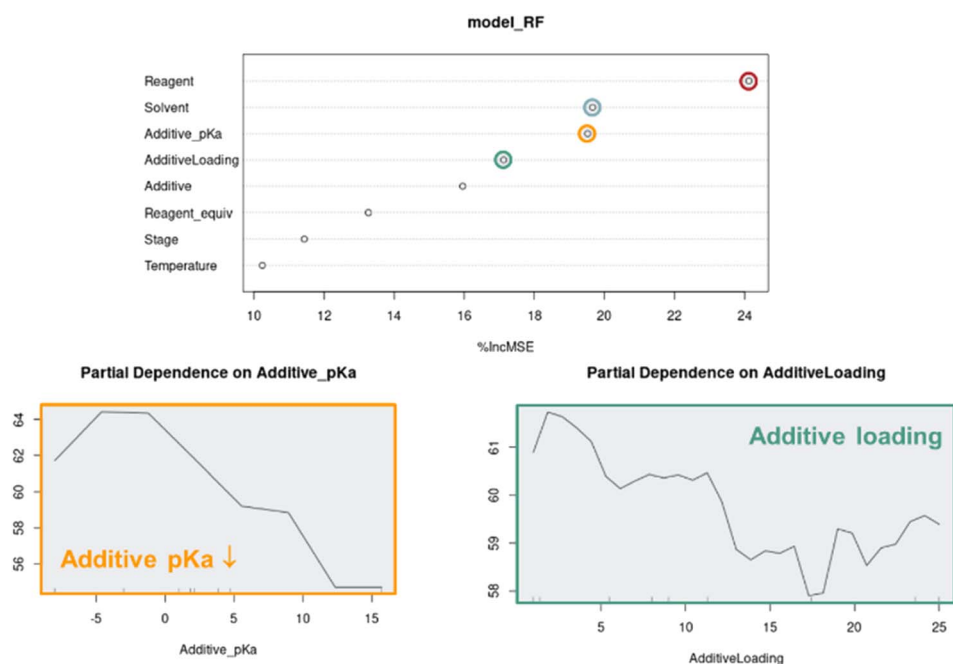 model_RF
Reagent
Solvent
Additive_pKa
AdditiveLoading
Additive
Reagent_equiv
Stage
Temperature
10 12 14 16 18 20 22 24
%IncMSE
Partial Dependence on Additive_pKa
64
62
60
58
56
Additive pKa ↓
-5 0 5 10 15
Additive_pKa
Partial Dependence on AdditiveLoading
61
60
59
58
Additive loading
5 10 15 20 25
AdditiveLoading